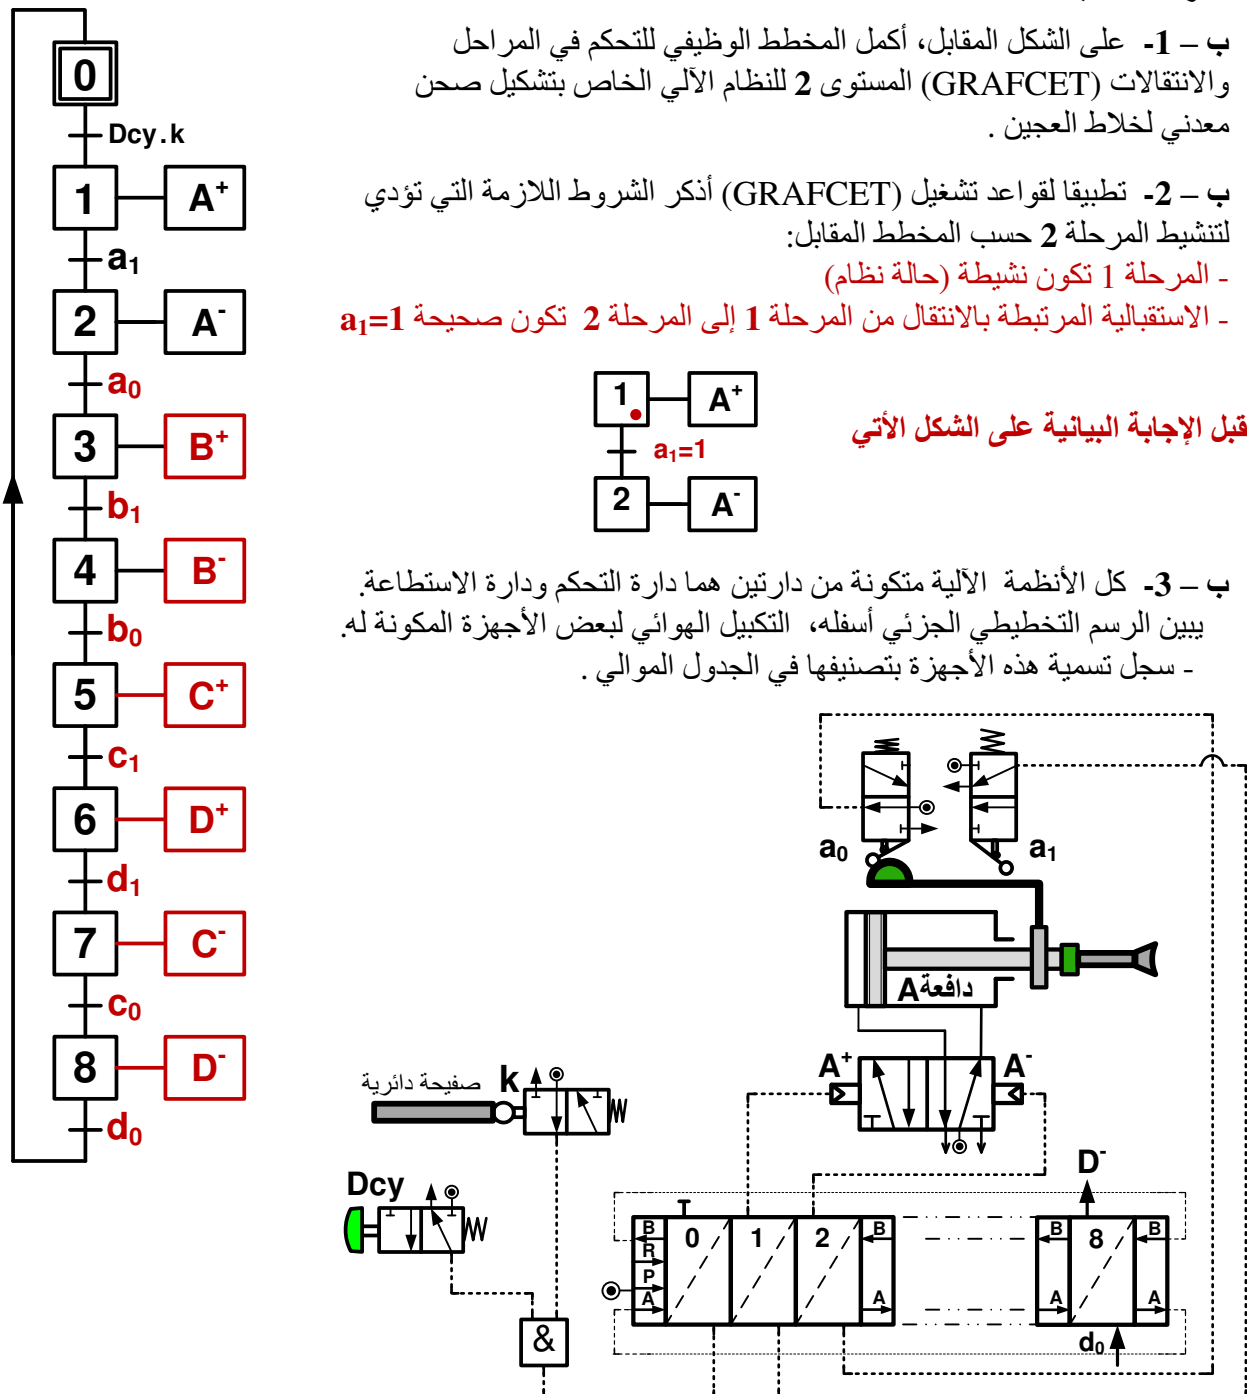 ب – 1- على الشكل المقابل، أكمل المخطط الوظيفي للتحكم في المراحل
والانتقالات (GRAFCET) المستوى 2 للنظام الآلي الخاص بتشكيل صحن
معدني لخلاط العجين .
ب – 2- تطبيقا لقواعد تشغيل (GRAFCET) أذكر الشروط اللازمة التي تؤدي
لتنشيط المرحلة 2 حسب المخطط المقابل:
- المرحلة 1 تكون نشيطة (حالة نظام)
- الاستقبالية المرتبطة بالانتقال من المرحلة 1 إلى المرحلة 2 تكون صحيحة a₁=1
قبل الإجابة البيانية على الشكل الأتي
1 A⁺
a₁=1
2 A⁻
ب – 3- كل الأنظمة الآلية متكونة من دارتين هما دارة التحكم ودارة الاستطاعة.
يبين الرسم التخطيطي الجزئي أسفله، التكبيل الهوائي لبعض الأجهزة المكونة له.
- سجل تسمية هذه الأجهزة بتصنيفها في الجدول الموالي .
0
Dcy.k
1 A⁺
a₁
2 A⁻
a₀
3 B⁺
b₁
4 B⁻
b₀
5 C⁺
c₁
6 D⁺
d₁
7 C⁻
c₀
8 D⁻
d₀
a₀ a₁
دافعة A
A⁺ A⁻
صفيحة دائرية k
Dcy
D⁻
B 0 1 2 B B 8 B
R
P
A A A A
d₀
&